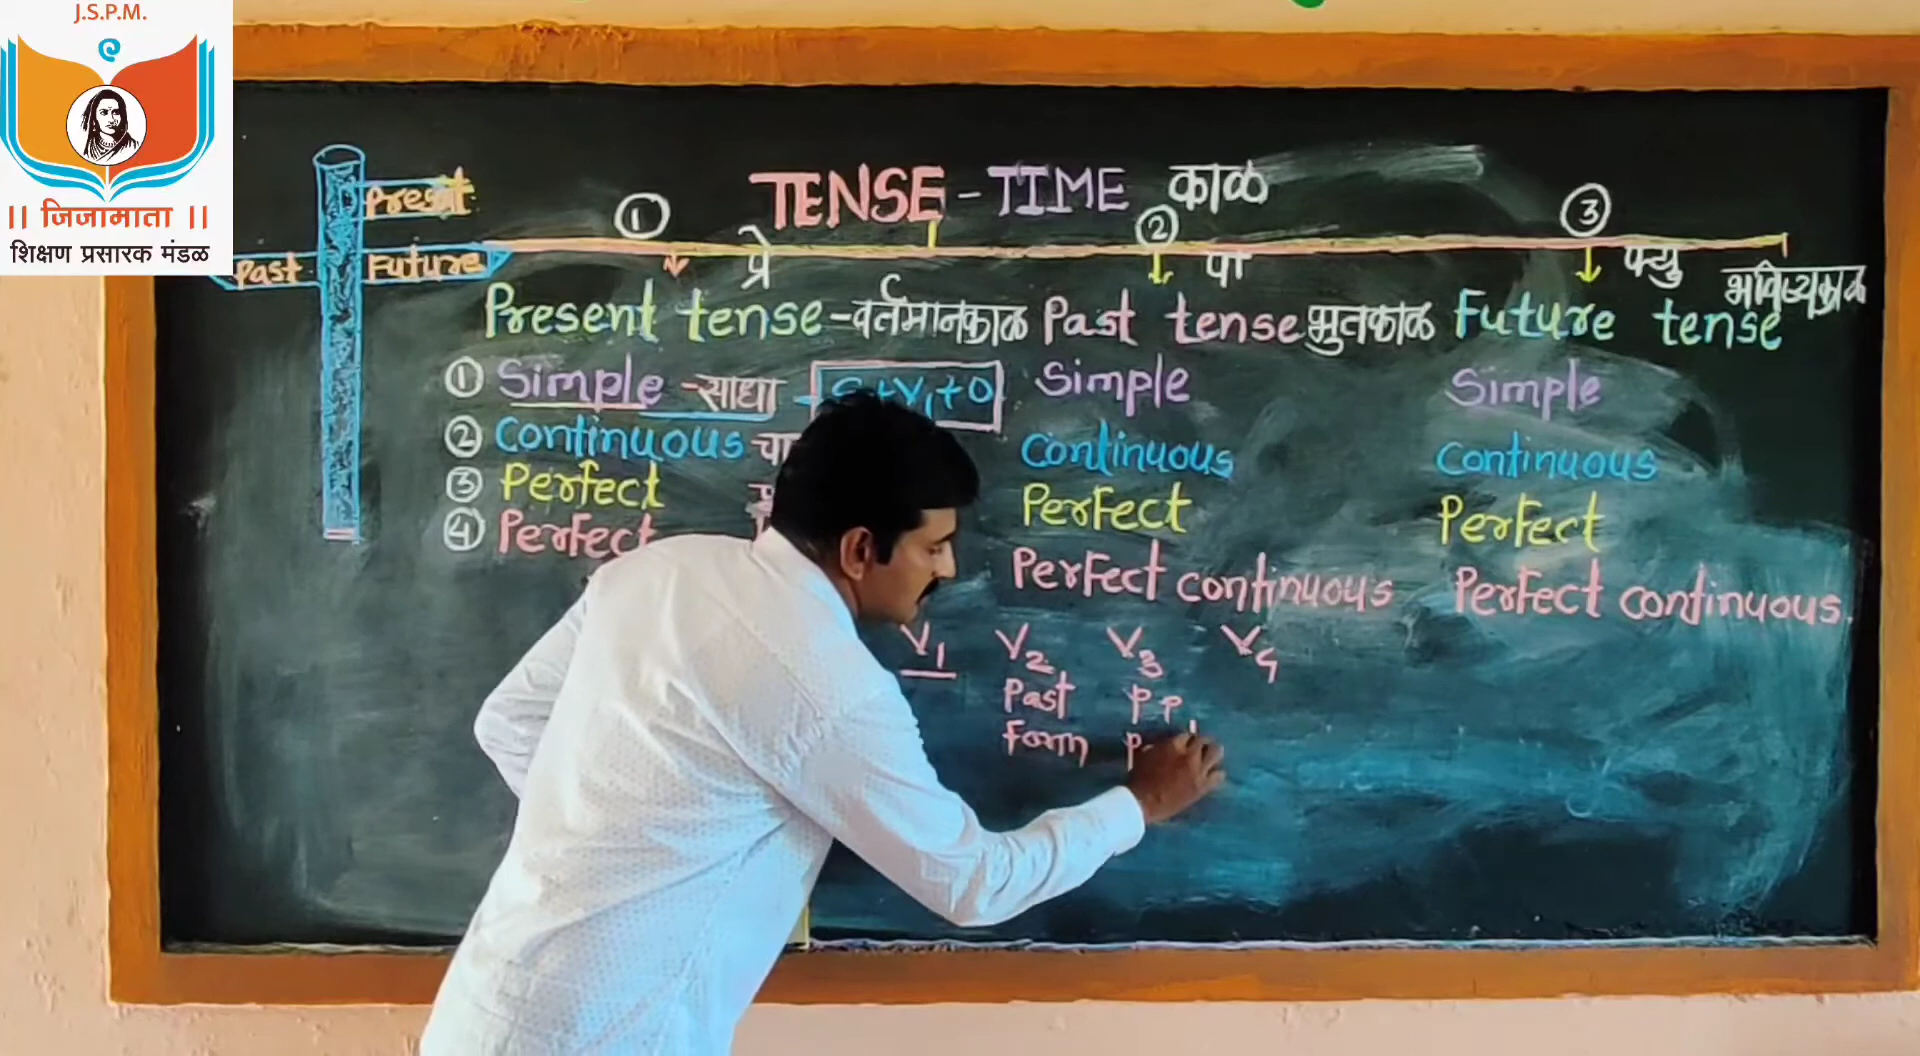 J.S.P.M.
|| जिजामाता ||
शिक्षण प्रसारक मंडळ
Present
Past
Future
TENSE - TIME काळ
1
2
3
प्रे
पा
फ्यु
Present tense - वर्तमानकाळ
Past tense भुतकाळ
Future tense
भविष्यकाळ
① Simple - साधा
+ O
② Continuous
③ Perfect
④ Perfect
Simple
Continuous
Perfect
Perfect continuous
Simple
Continuous
Perfect
Perfect continuous.
V1 V2 V3 V4
Past P P
Form